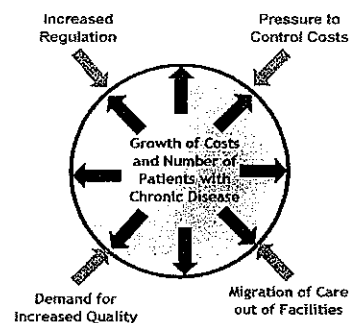 Increased
Regulation
Pressure to
Control Costs
Growth of Costs
and Number of
Patients with
Chronic Disease
Demand for
Increased Quality
Migration of Care
out of Facilities